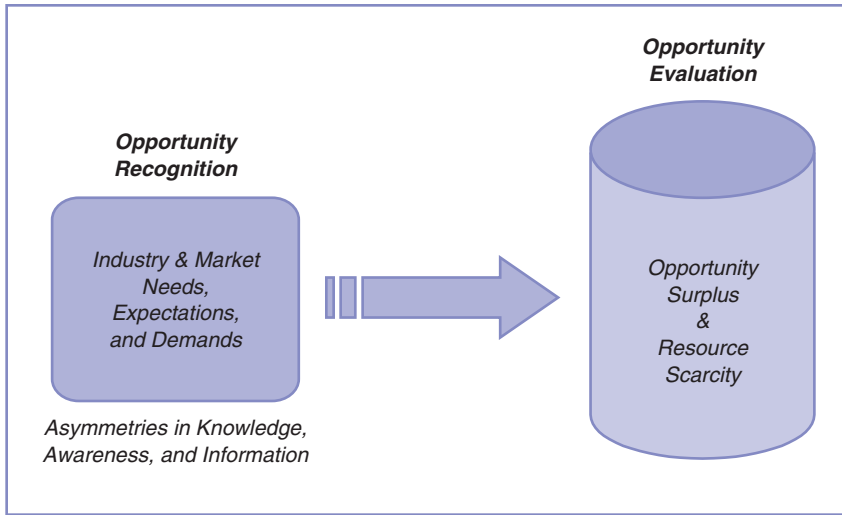 Opportunity
Recognition
Industry & Market
Needs,
Expectations,
and Demands
Asymmetries in Knowledge,
Awareness, and Information
Opportunity
Evaluation
Opportunity
Surplus
&
Resource
Scarcity